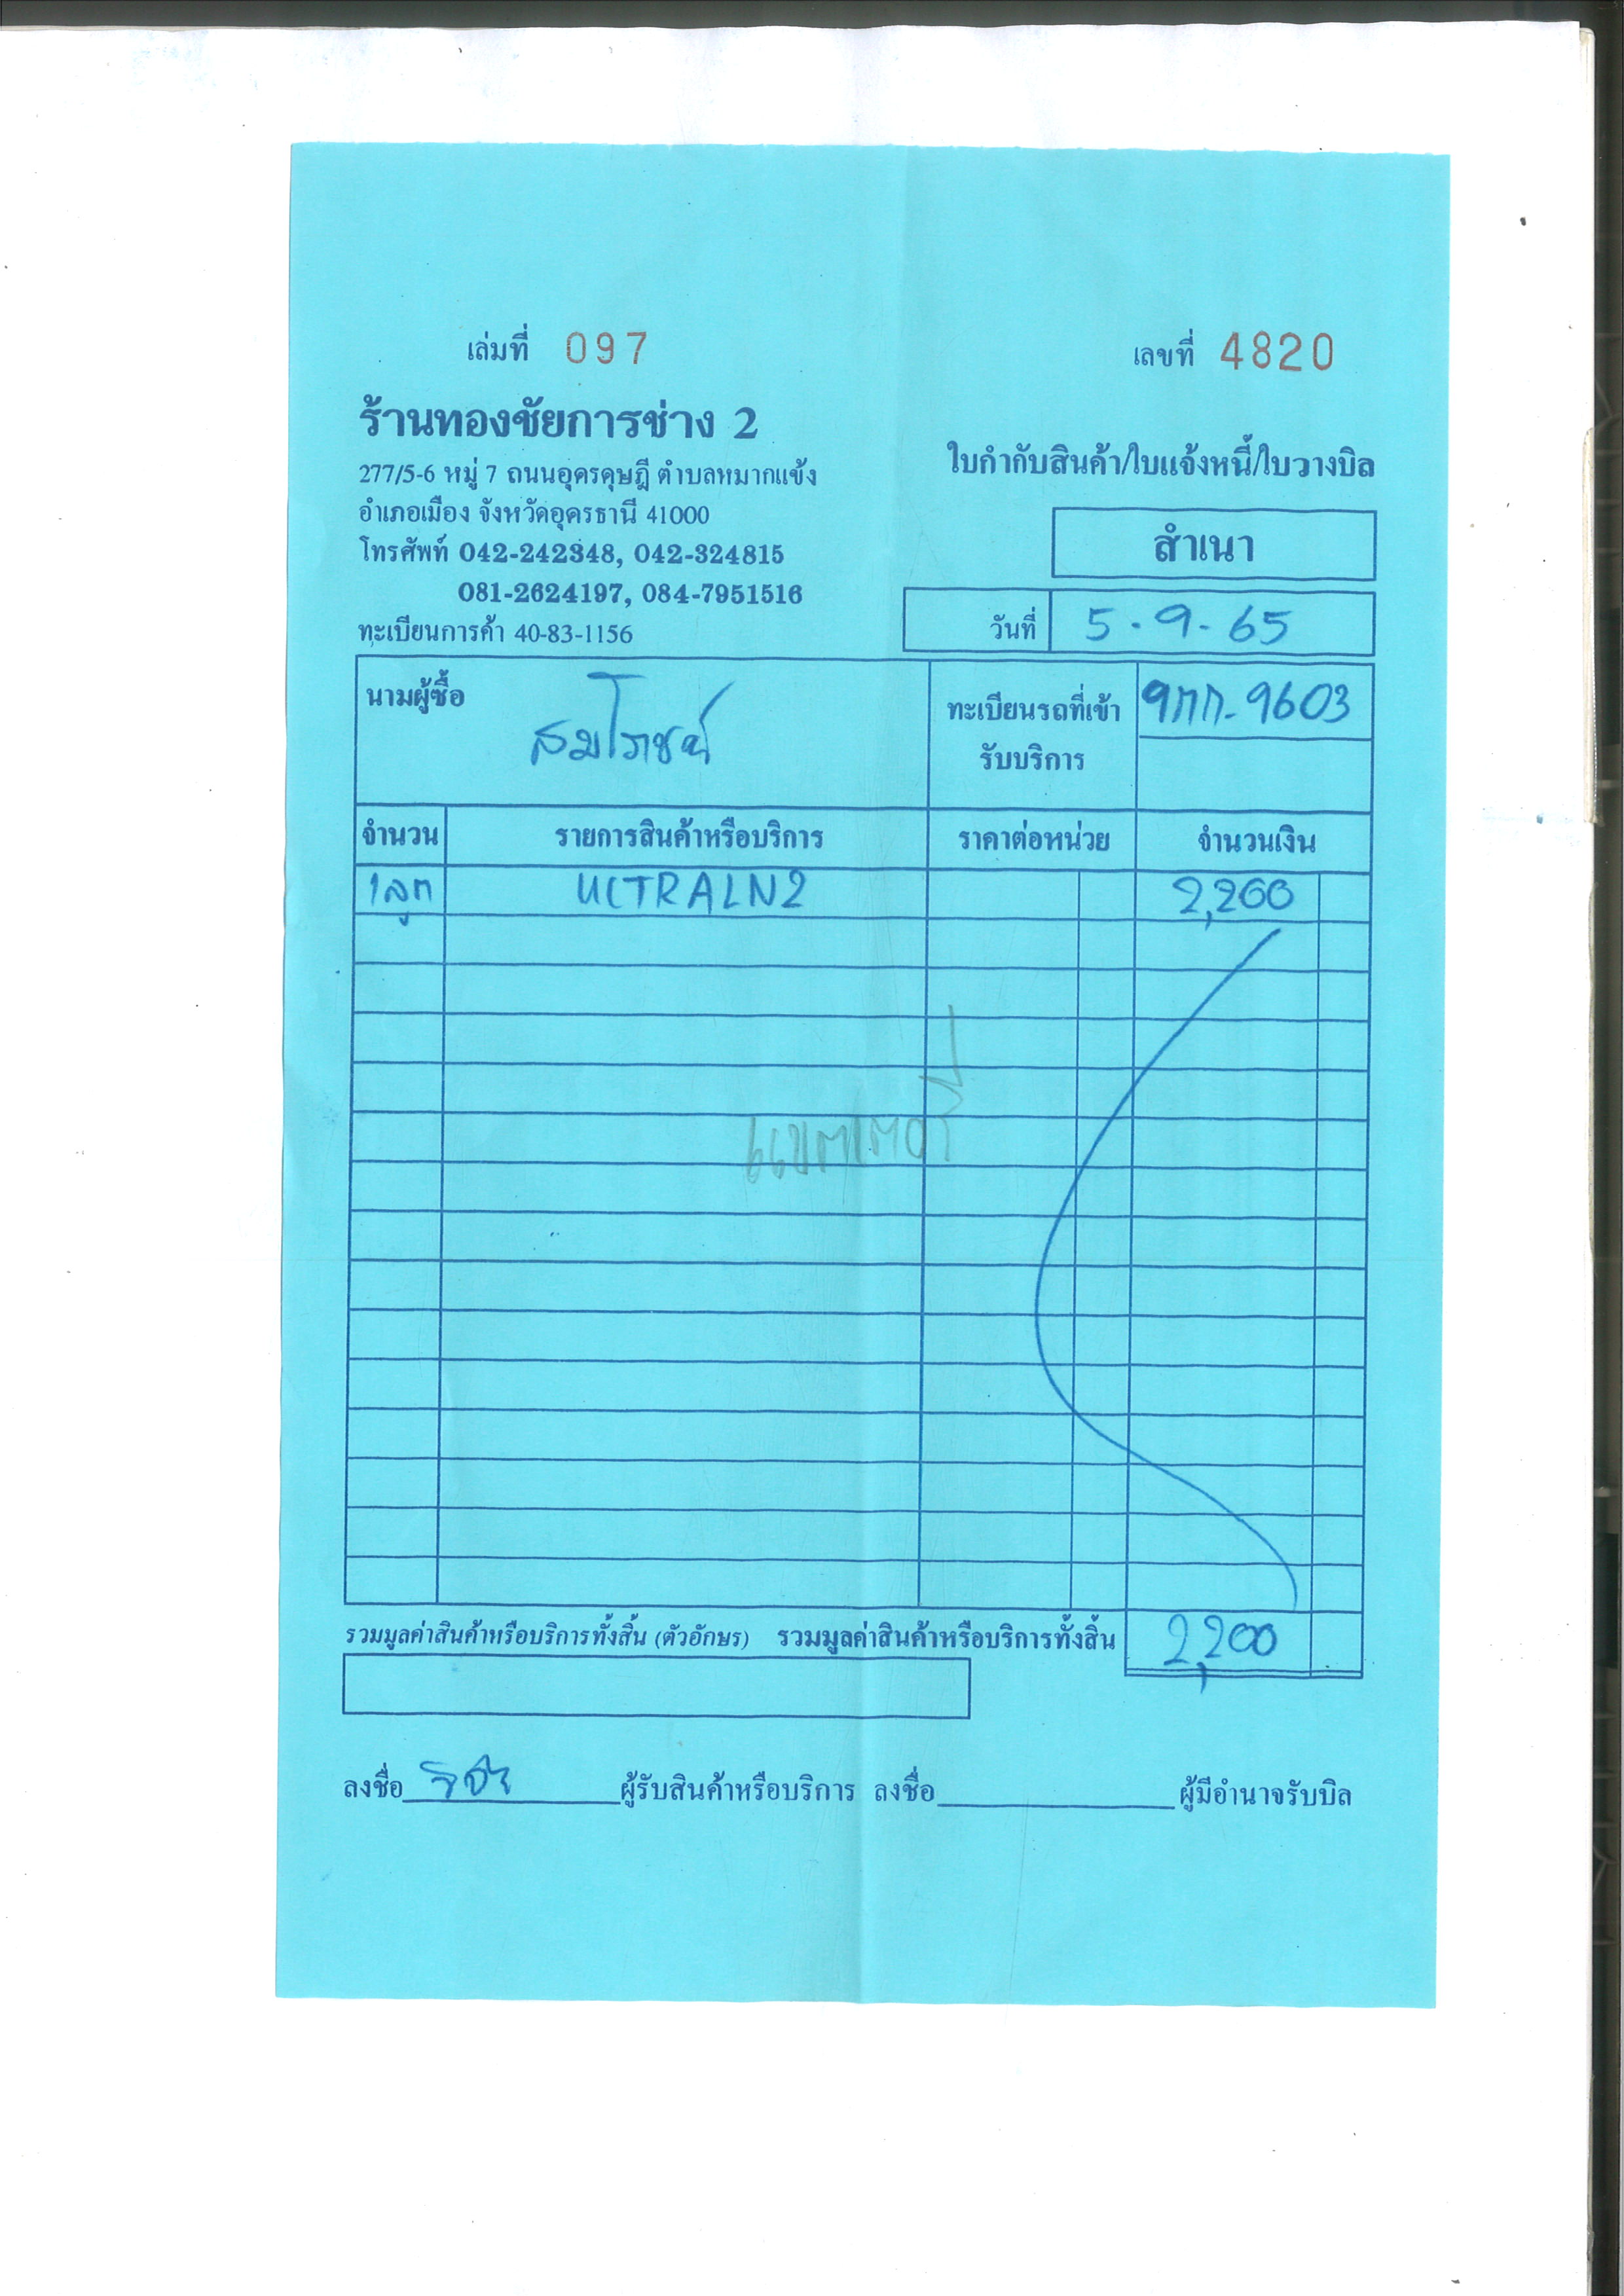 เล่มที่ 097
เลขที่ 4820
ร้านทองชัยการช่าง 2
277/5-6 หมู่ 7 ถนนอุดรดุษฎี ตำบลหมากแข้ง
อำเภอเมือง จังหวัดอุดรธานี 41000
โทรศัพท์ 042-242348, 042-324815
081-2624197, 084-7951516
ทะเบียนการค้า 40-83-1156
ใบกำกับสินค้า/ใบแจ้งหนี้/ใบวางบิล
สำเนา
วันที่ 5-9-65
นามผู้ซื้อ
สมโภชน์
ทะเบียนรถที่เข้า
รับบริการ
9603
จำนวน รายการสินค้าหรือบริการ ราคาต่อหน่วย จำนวนเงิน
1 ลูก ULTRALN2 2,200
แบตเตอรี่
รวมมูลค่าสินค้าหรือบริการทั้งสิ้น (ตัวอักษร) รวมมูลค่าสินค้าหรือบริการทั้งสิ้น 2,200
ลงชื่อ ผู้รับสินค้าหรือบริการ ลงชื่อ ผู้มีอำนาจรับบิล